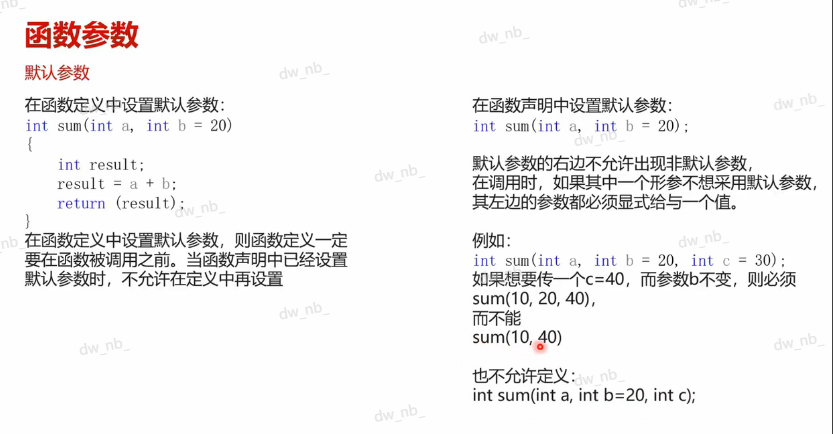 函数参数
默认参数
在函数定义中设置默认参数：
int sum(int a, int b = 20)
{
int result;
result = a + b;
return (result);
}
在函数定义中设置默认参数，则函数定义一定
要在函数被调用之前。当函数声明中已经设置
默认参数时，不允许在定义中再设置
在函数声明中设置默认参数：
int sum(int a, int b = 20);
默认参数的右边不允许出现非默认参数，
在调用时，如果其中一个形参不想采用默认参数，
其左边的参数都必须显式给与一个值。
例如：
int sum(int a, int b = 20, int c = 30);
如果想要传一个c=40，而参数b不变，则必须
sum(10, 20, 40)，
而不能
sum(10, 40)
也不允许定义：
int sum(int a, int b=20, int c);
dw_nb_
dw_nb_
dw_nb_
dw_nb_
dw_nb_
dw_nb_
dw_nb_
dw_nb_
dw_nb_
dw_nb_
dw_nb_
dw_nb_
dw_nb_